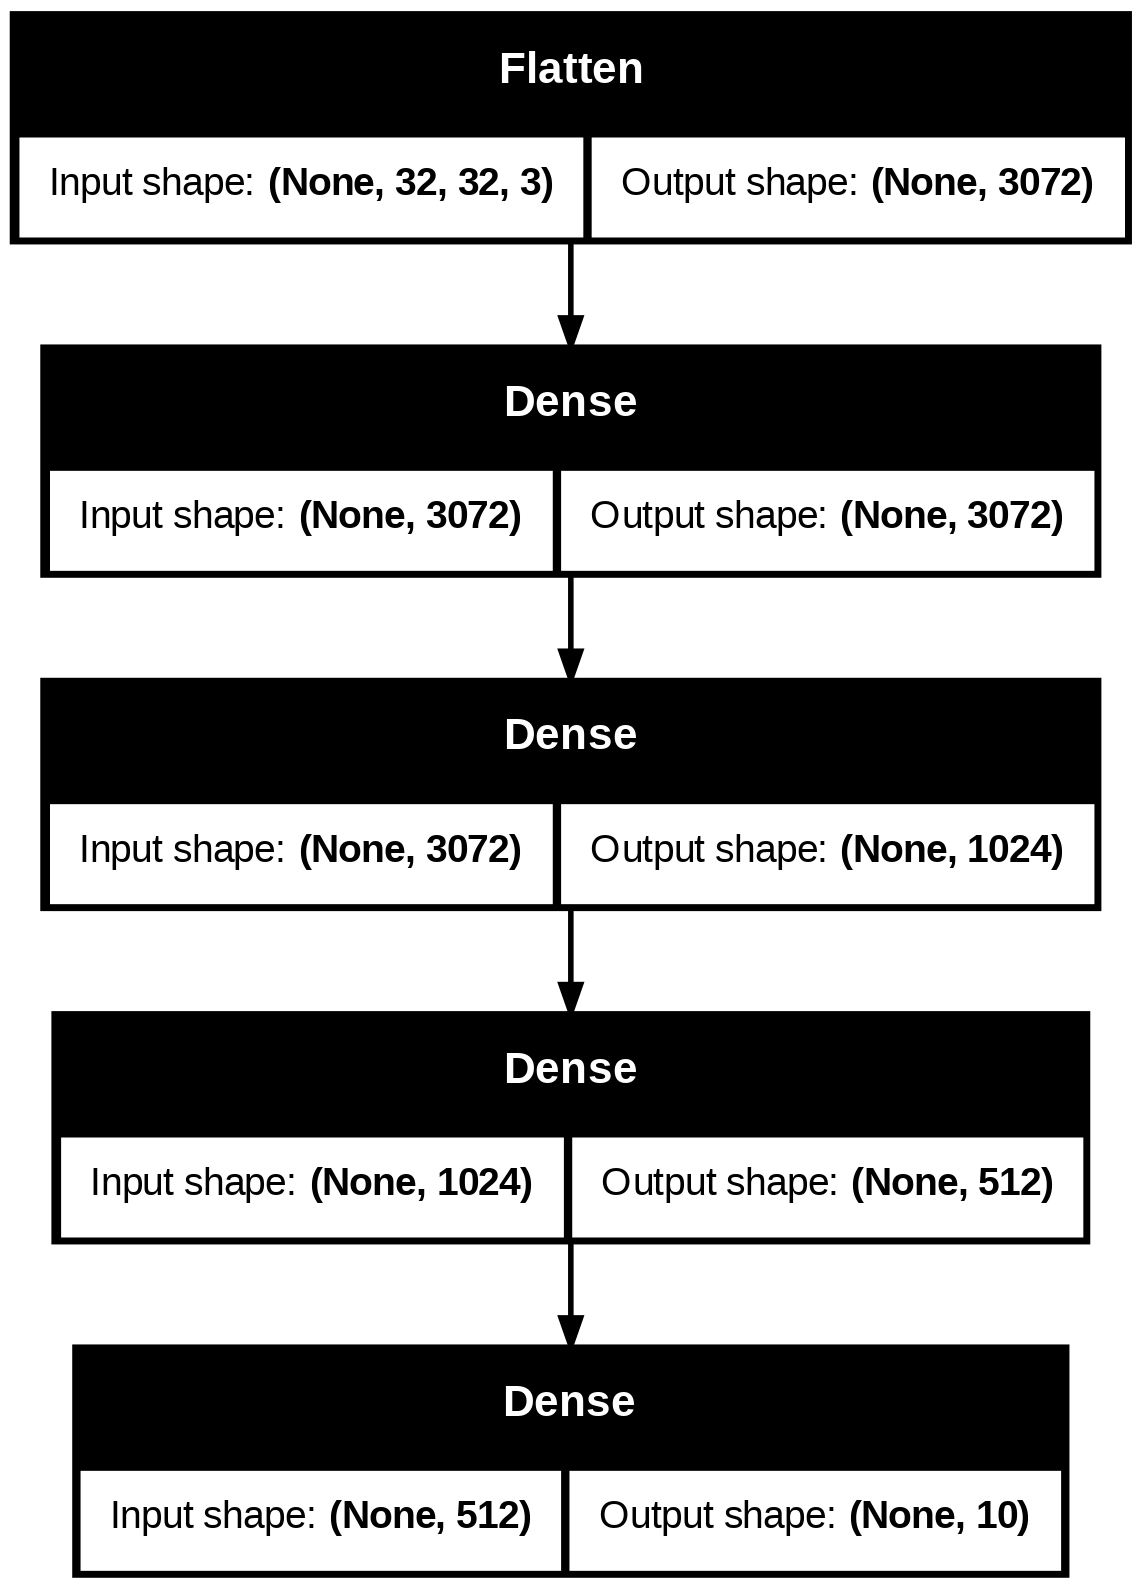 Flatten
Input shape: (None, 32, 32, 3) Output shape: (None, 3072)
Dense
Input shape: (None, 3072) Output shape: (None, 3072)
Dense
Input shape: (None, 3072) Output shape: (None, 1024)
Dense
Input shape: (None, 1024) Output shape: (None, 512)
Dense
Input shape: (None, 512) Output shape: (None, 10)